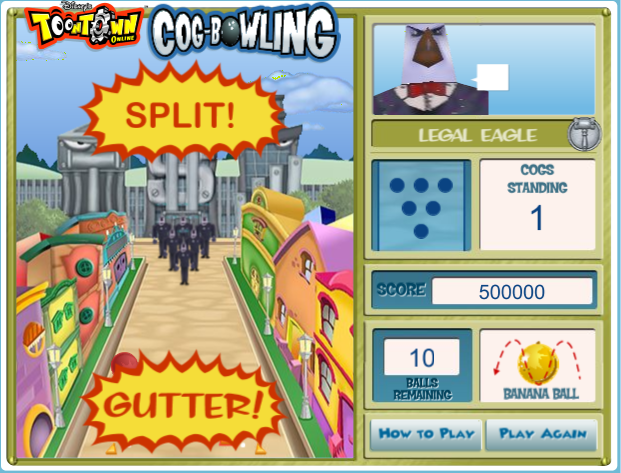 Disney's
TOONTOWN
ONLINE
COG-BOWLING
SPLIT!
LEGAL EAGLE
COGS
STANDING
1
SCORE 500000
10
BALLS
REMAINING
BANANA BALL
GUTTER!
HOW TO PLAY
PLAY AGAIN